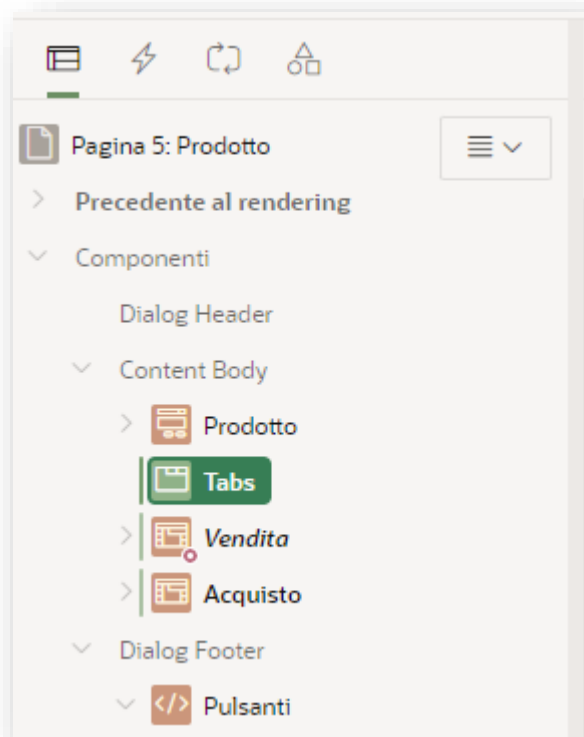 Pagina 5: Prodotto
Precedente al rendering
Componenti
Dialog Header
Content Body
Prodotto
Tabs
Vendita
Acquisto
Dialog Footer
Pulsanti